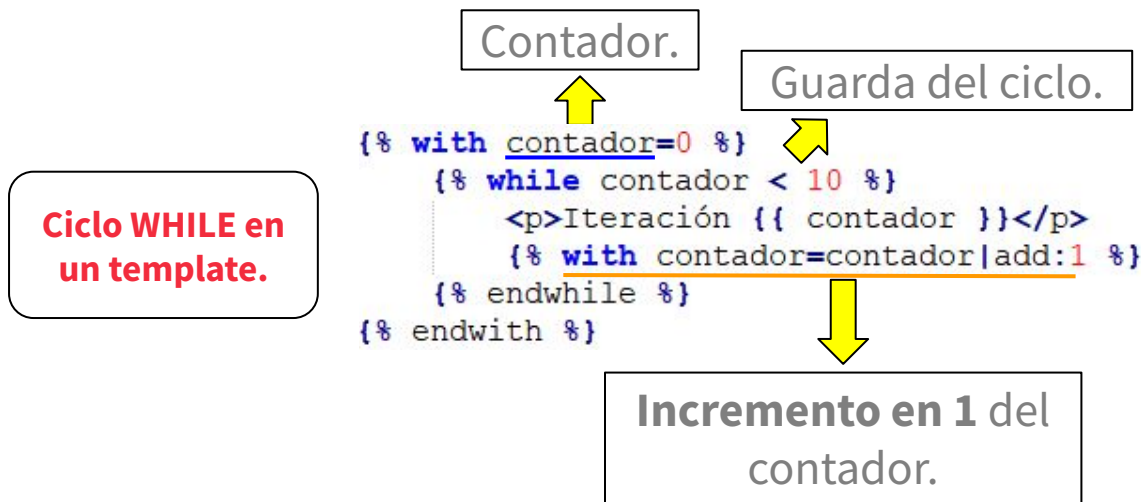 Contador.
Guarda del ciclo.
{% with contador=0 %}
{% while contador < 10 %}
<p>Iteración {{ contador }}</p>
{% with contador=contador|add:1 %}
{% endwhile %}
{% endwith %}
Ciclo WHILE en
un template.
Incremento en 1 del
contador.